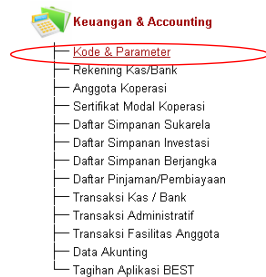 Keuangan & Accounting
Kode & Parameter
Rekening Kas/Bank
Anggota Koperasi
Sertifikat Modal Koperasi
Daftar Simpanan Sukarela
Daftar Simpanan Investasi
Daftar Simpanan Berjangka
Daftar Pinjaman/Pembiayaan
Transaksi Kas / Bank
Transaksi Administratif
Transaksi Fasilitas Anggota
Data Akunting
Tagihan Aplikasi BEST